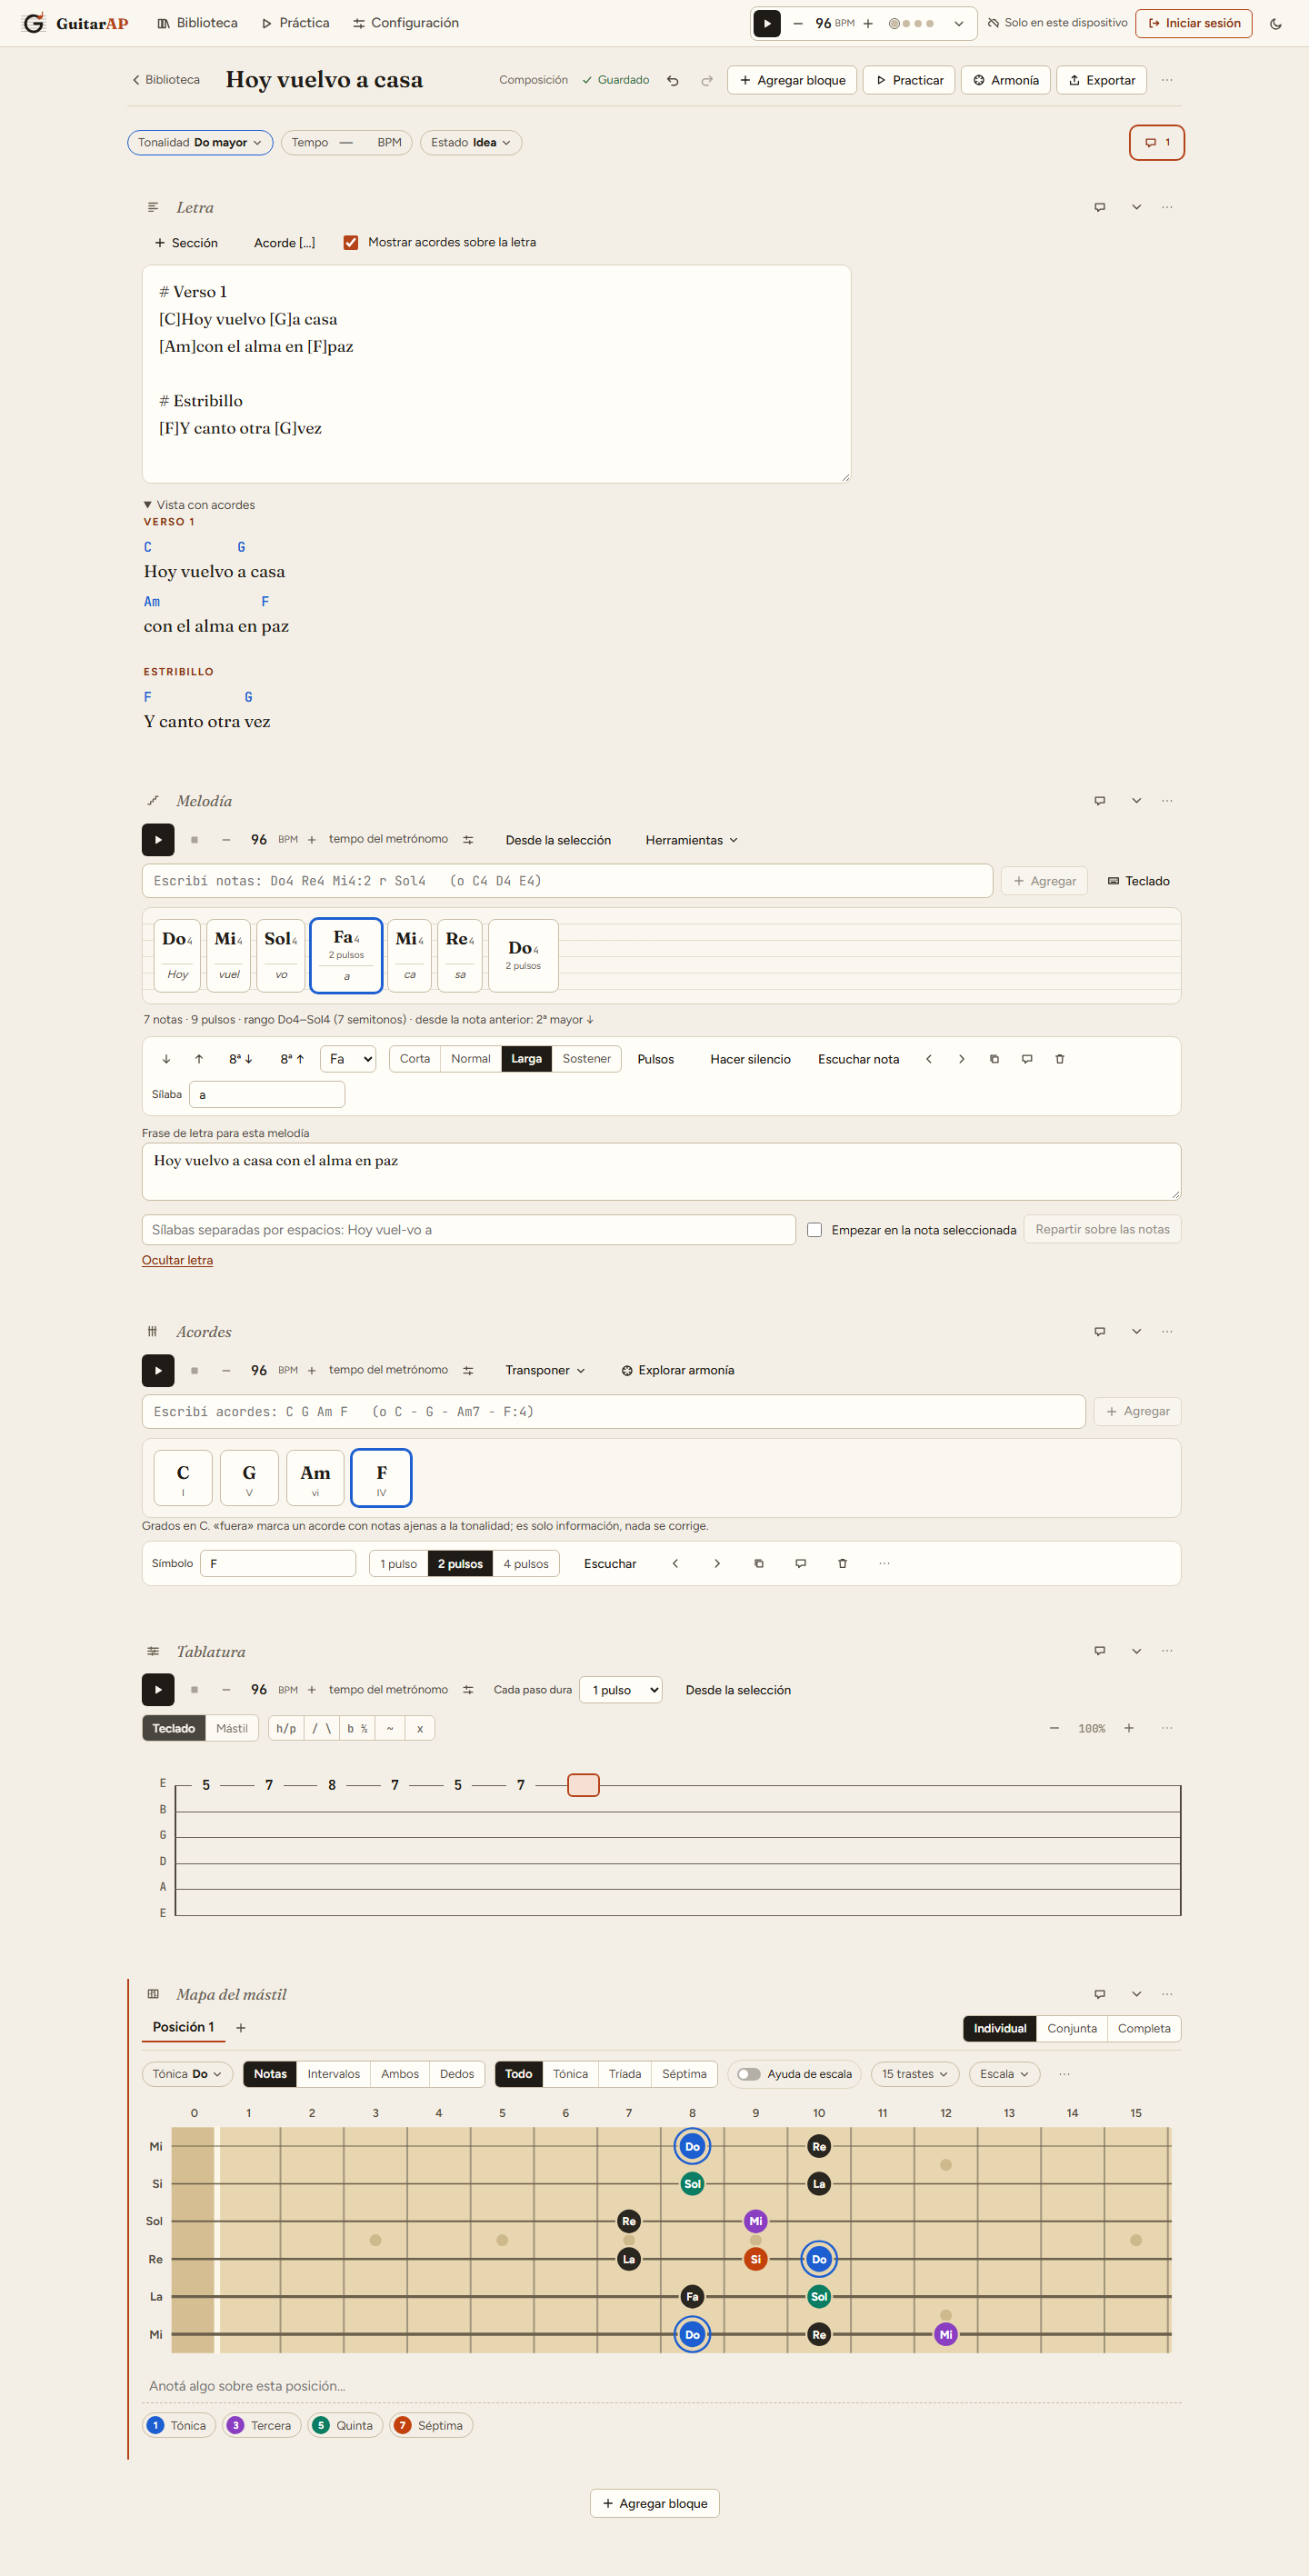 GuitarAP Biblioteca Práctica Configuración 96 BPM Solo en este dispositivo Iniciar sesión
Biblioteca Hoy vuelvo a casa Composición Guardado Agregar bloque Practicar Armonía Exportar ...
Tonalidad Do mayor Tempo — BPM Estado Idea 1
Letra ...
+ Sección Acorde [...] Mostrar acordes sobre la letra
# Verso 1
[C]Hoy vuelvo [G]a casa
[Am]con el alma en [F]paz
# Estribillo
[F]Y canto otra [G]vez
▼ Vista con acordes
VERSO 1
C G
Hoy vuelvo a casa
Am F
con el alma en paz
ESTRIBILLO
F G
Y canto otra vez
Melodía ...
− 96 BPM + tempo del metrónomo Desde la selección Herramientas
Escribí notas: Do4 Re4 Mi4:2 r Sol4 (o C4 D4 E4) + Agregar Teclado
Do4 Mi4 Sol4 Fa4 Mi4 Re4 Do4
2 pulsos 2 pulsos
Hoy vuel vo a ca sa
7 notas · 9 pulsos · rango Do4–Sol4 (7 semitonos) · desde la nota anterior: 2ª mayor ↓
↓ ↑ 8ª ↓ 8ª ↑ Fa Corta Normal Larga Sostener Pulsos Hacer silencio Escuchar nota
Sílaba a
Frase de letra para esta melodía
Hoy vuelvo a casa con el alma en paz
Sílabas separadas por espacios: Hoy vuel-vo a Empezar en la nota seleccionada Repartir sobre las notas
Ocultar letra
Acordes ...
− 96 BPM + tempo del metrónomo Transponer Explorar armonía
Escribí acordes: C G Am F (o C - G - Am7 - F:4) + Agregar
C G Am F
I V vi IV
Grados en C. «fuera» marca un acorde con notas ajenas a la tonalidad; es solo información, nada se corrige.
Símbolo F 1 pulso 2 pulsos 4 pulsos Escuchar ...
Tablatura ...
− 96 BPM + tempo del metrónomo Cada paso dura 1 pulso Desde la selección
Teclado Mástil h/p / \ b ½ ~ x − 100% + ...
E 5 7 8 7 5 7
B
G
D
A
E
Mapa del mástil ...
Posición 1 + Individual Conjunta Completa
Tónica Do Notas Intervalos Ambos Dedos Todo Tónica Tríada Séptima Ayuda de escala 15 trastes Escala ...
0 1 2 3 4 5 6 7 8 9 10 11 12 13 14 15
Mi Do Re
Si Sol La
Sol Re Mi
Re La Si Do
La Fa Sol
Mi Do Re Mi
Anotá algo sobre esta posición...
1 Tónica 3 Tercera 5 Quinta 7 Séptima
+ Agregar bloque